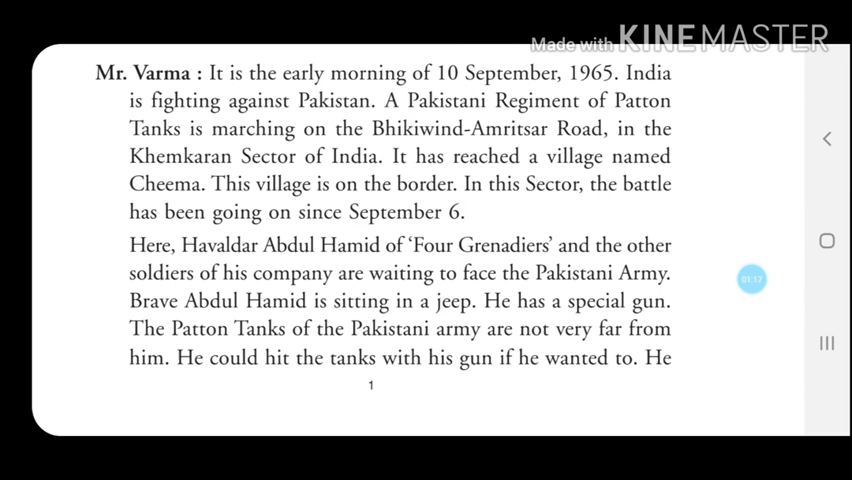 Made with KINEMASTER
Mr. Varma : It is the early morning of 10 September, 1965. India
is fighting against Pakistan. A Pakistani Regiment of Patton
Tanks is marching on the Bhikiwind-Amritsar Road, in the
Khemkaran Sector of India. It has reached a village named
Cheema. This village is on the border. In this Sector, the battle
has been going on since September 6.
Here, Havaldar Abdul Hamid of ‘Four Grenadiers’ and the other
soldiers of his company are waiting to face the Pakistani Army.
Brave Abdul Hamid is sitting in a jeep. He has a special gun.
The Patton Tanks of the Pakistani army are not very far from
him. He could hit the tanks with his gun if he wanted to. He
1
01:17